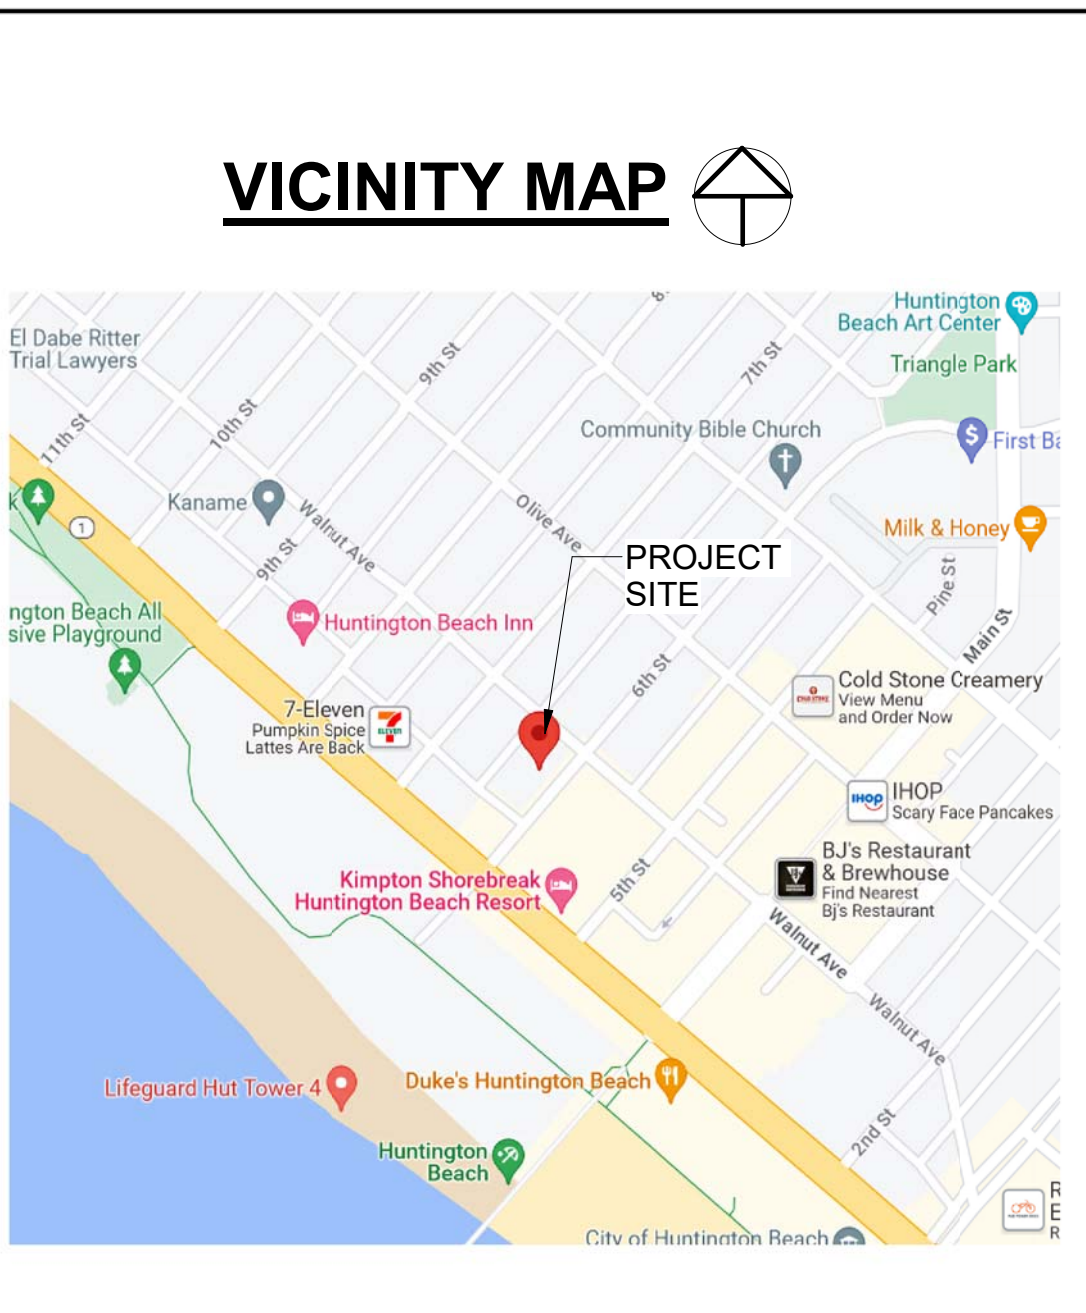 VICINITY MAP
Huntington
Beach Art Center
El Dabe Ritter
Trial Lawyers
9th St
7th St
Triangle Park
11th St
10th St
Community Bible Church
First Ba
1
Kaname
Walnut Ave
Olive Ave
Milk & Honey
9th St
PROJECT
SITE
Pine St
Main St
ngton Beach All
sive Playground
Huntington Beach Inn
6th St
Cold Stone Creamery
View Menu
and Order Now
7-Eleven
Pumpkin Spice
Lattes Are Back
ELEVEN
IHOP
IHOP
Scary Face Pancakes
BJ's Restaurant
& Brewhouse
Find Nearest
Bj's Restaurant
Kimpton Shorebreak
Huntington Beach Resort
5th St
Walnut Ave
Walnut Ave
Lifeguard Hut Tower 4
Duke's Huntington Beach
2nd St
Huntington
Beach
R
E
R
City of Huntington Beach